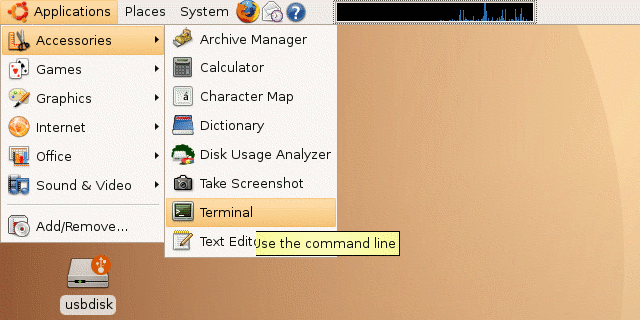 Applications Places System
Accessories
Games
Graphics
Internet
Office
Sound & Video
Add/Remove...
Archive Manager
Calculator
Character Map
Dictionary
Disk Usage Analyzer
Take Screenshot
Terminal
Text Edit
Use the command line
usbdisk